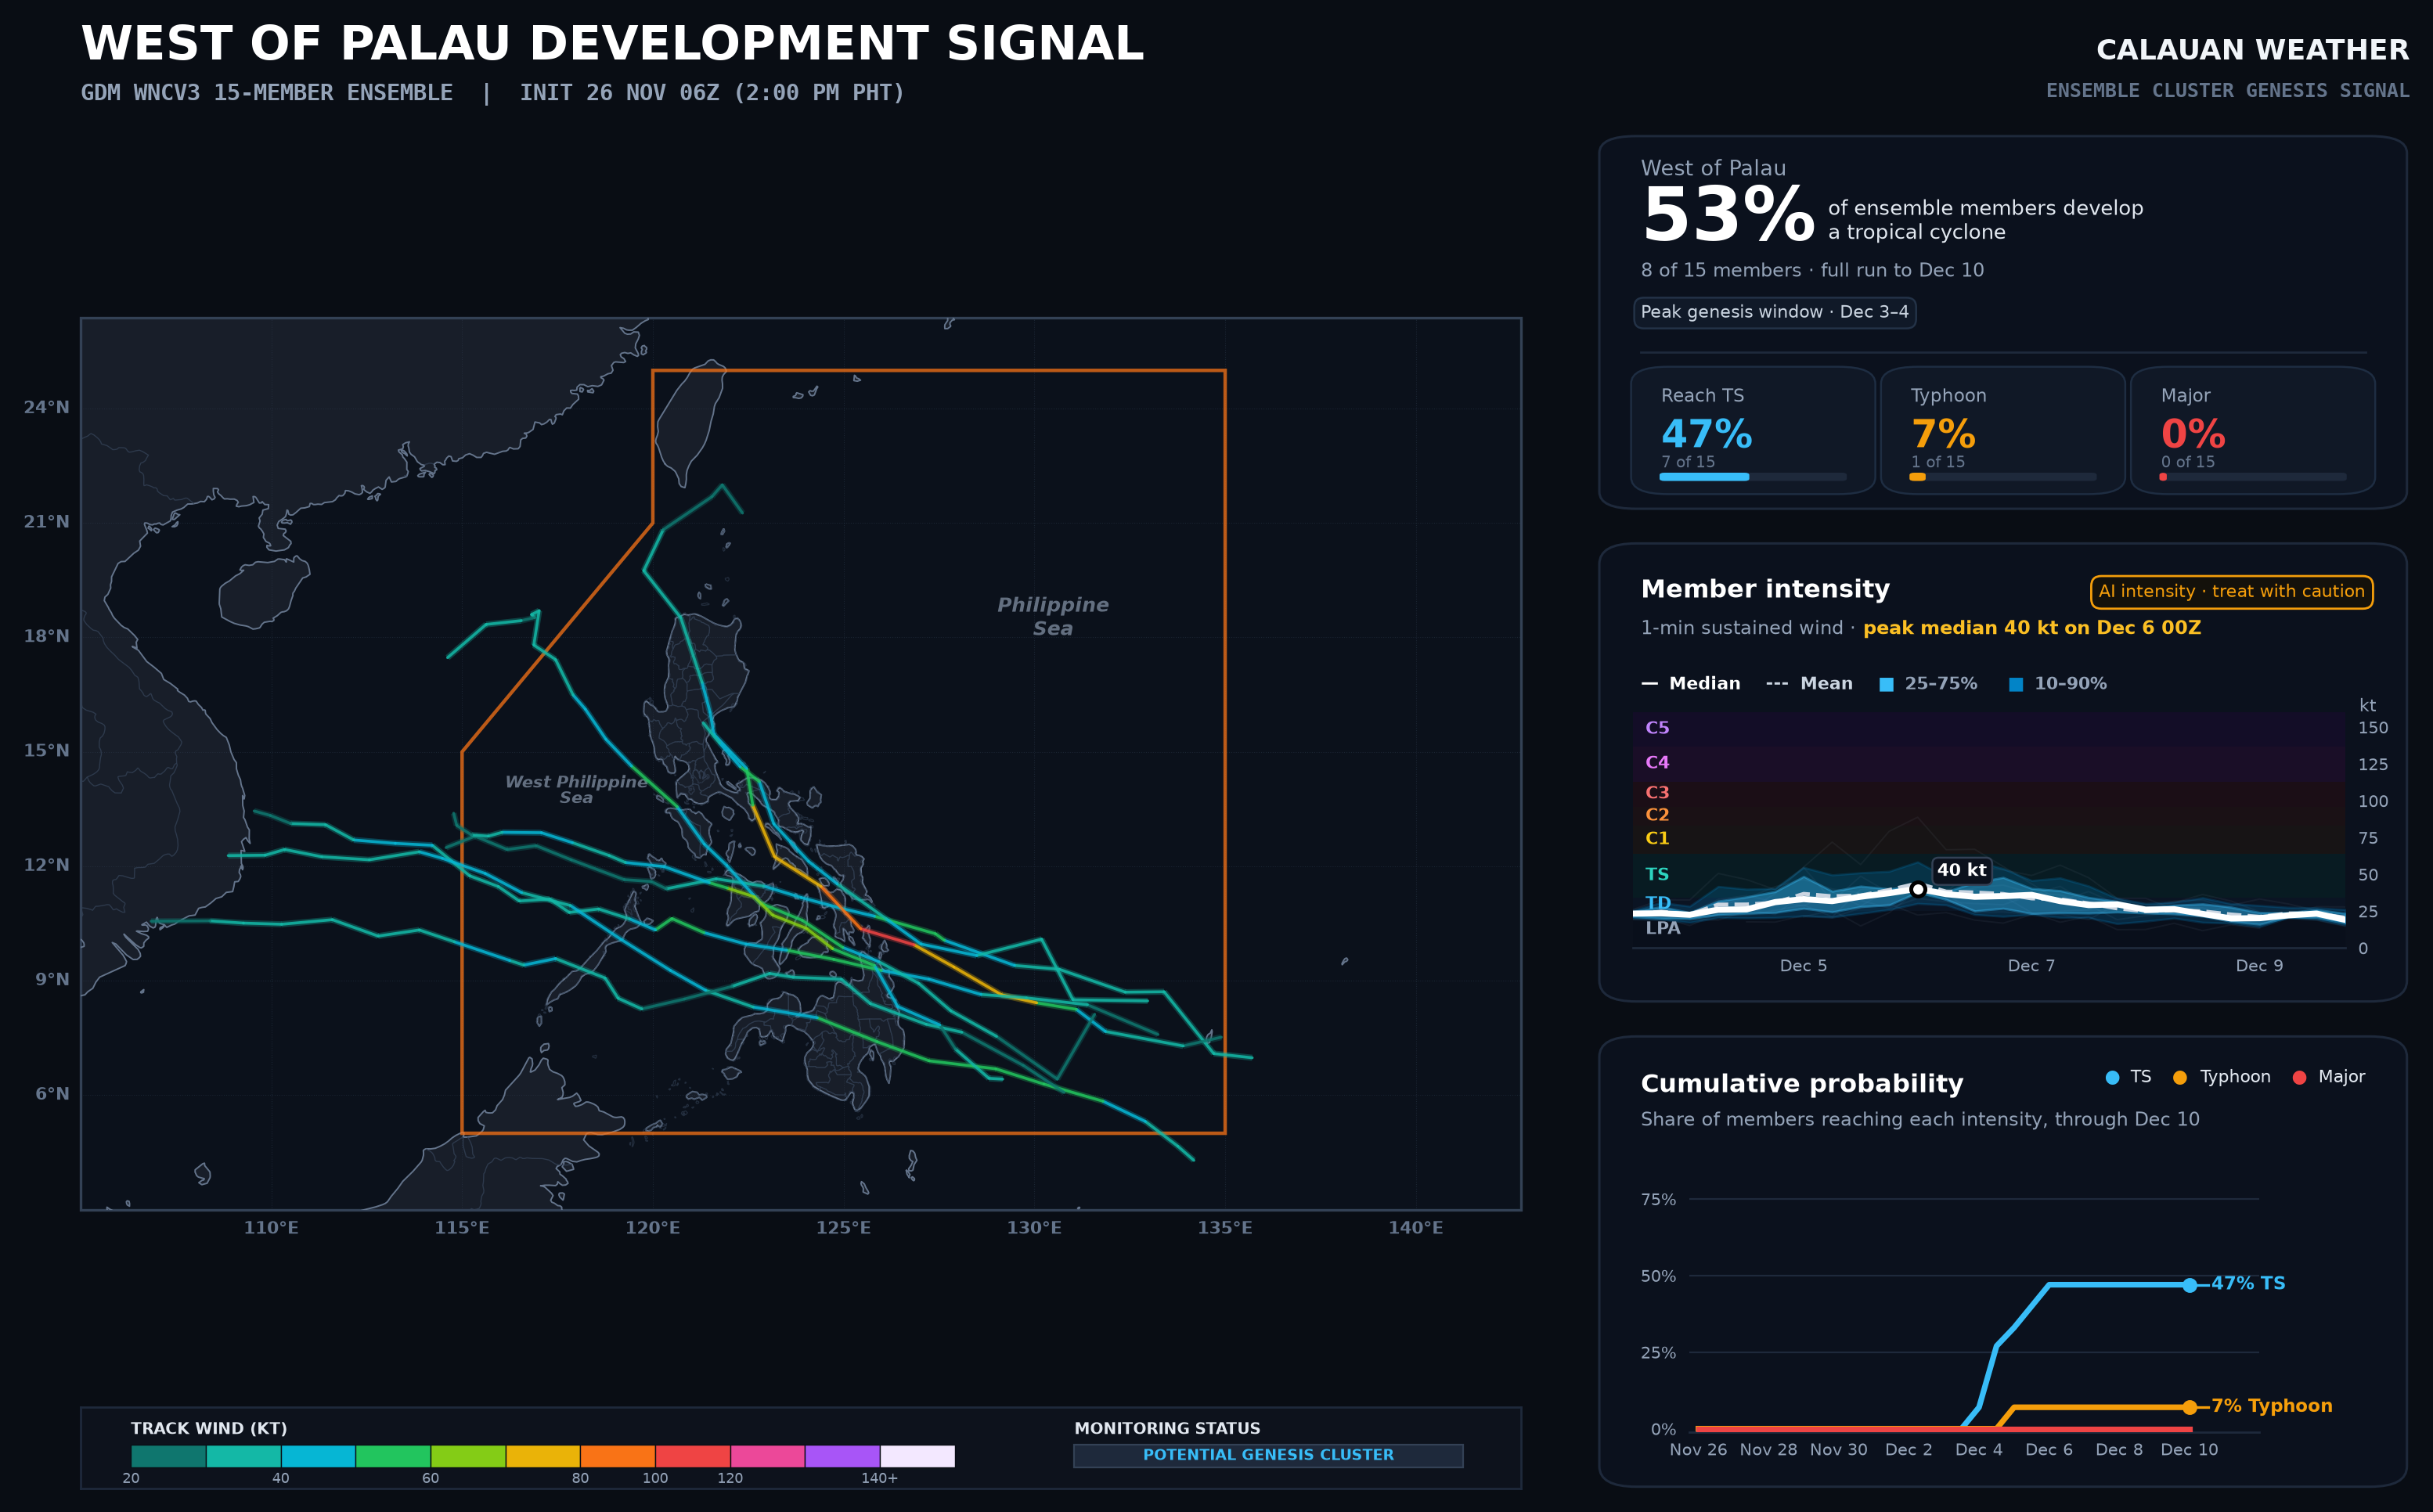 WEST OF PALAU DEVELOPMENT SIGNAL
GDM WNCV3 15-MEMBER ENSEMBLE | INIT 26 NOV 06Z (2:00 PM PHT)
CALAUAN WEATHER
ENSEMBLE CLUSTER GENESIS SIGNAL
24°N
21°N
18°N
15°N
12°N
9°N
6°N
110°E
115°E
120°E
125°E
130°E
135°E
140°E
Philippine
Sea
West Philippine
Sea
TRACK WIND (KT)
20
40
60
80
100
120
140+
MONITORING STATUS
POTENTIAL GENESIS CLUSTER
West of Palau
53%
of ensemble members develop
a tropical cyclone
8 of 15 members · full run to Dec 10
Peak genesis window · Dec 3–4
Reach TS
47%
7 of 15
Typhoon
7%
1 of 15
Major
0%
0 of 15
Member intensity
AI intensity · treat with caution
1-min sustained wind · peak median 40 kt on Dec 6 00Z
Median
Mean
25–75%
10–90%
kt
150
125
100
75
50
25
0
C5
C4
C3
C2
C1
TS
TD
LPA
40 kt
Dec 5
Dec 7
Dec 9
Cumulative probability
TS
Typhoon
Major
Share of members reaching each intensity, through Dec 10
75%
50%
25%
0%
47% TS
7% Typhoon
Nov 26
Nov 28
Nov 30
Dec 2
Dec 4
Dec 6
Dec 8
Dec 10